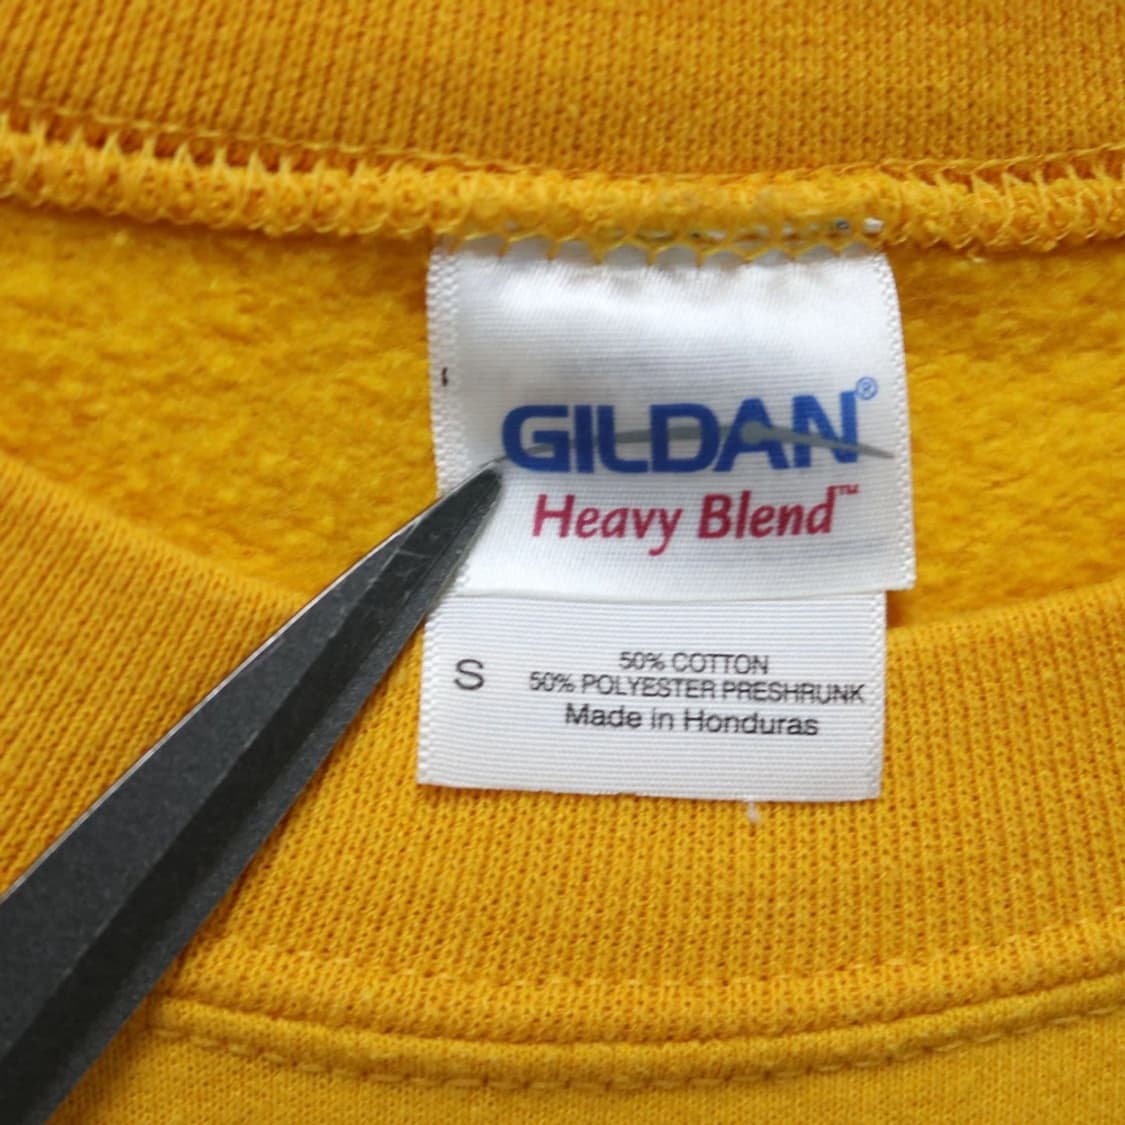 GILDAN®
Heavy Blend™
S
50% COTTON
50% POLYESTER PRESHRUNK
Made in Honduras